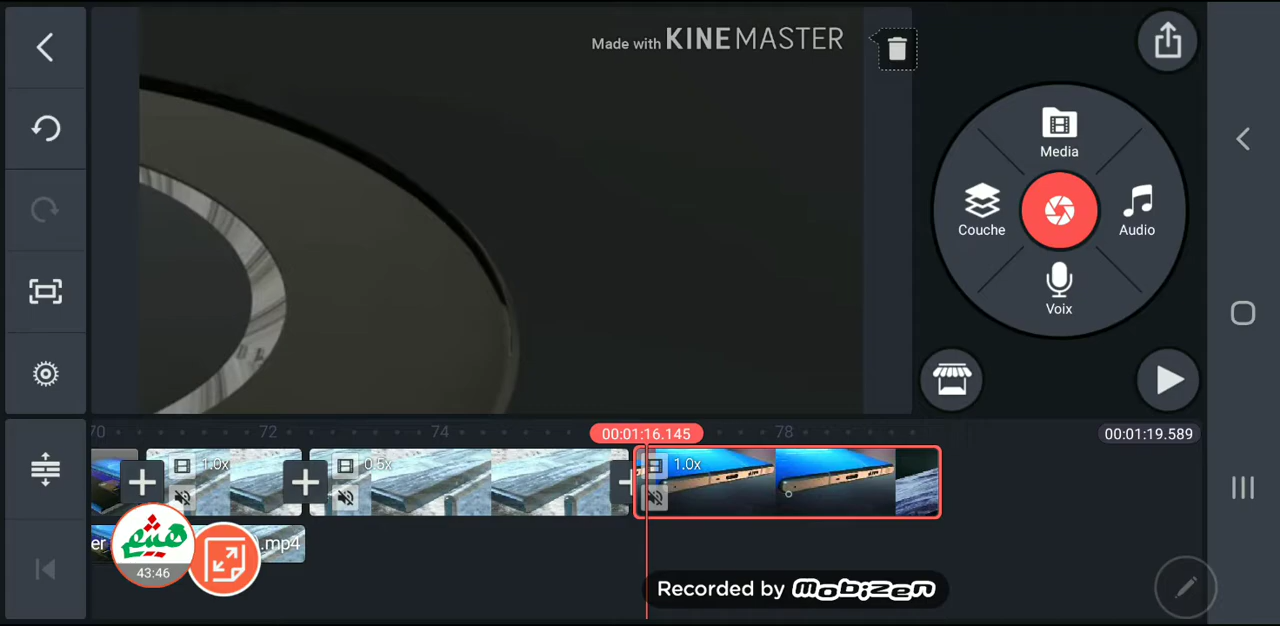 Made with KINEMASTER
Media
Couche
Audio
Voix
70
72
74
00:01:16.145
78
00:01:19.589
1.0x
0.5x
1.0x
er
.mp4
هيثم
43:46
Recorded by mobizen